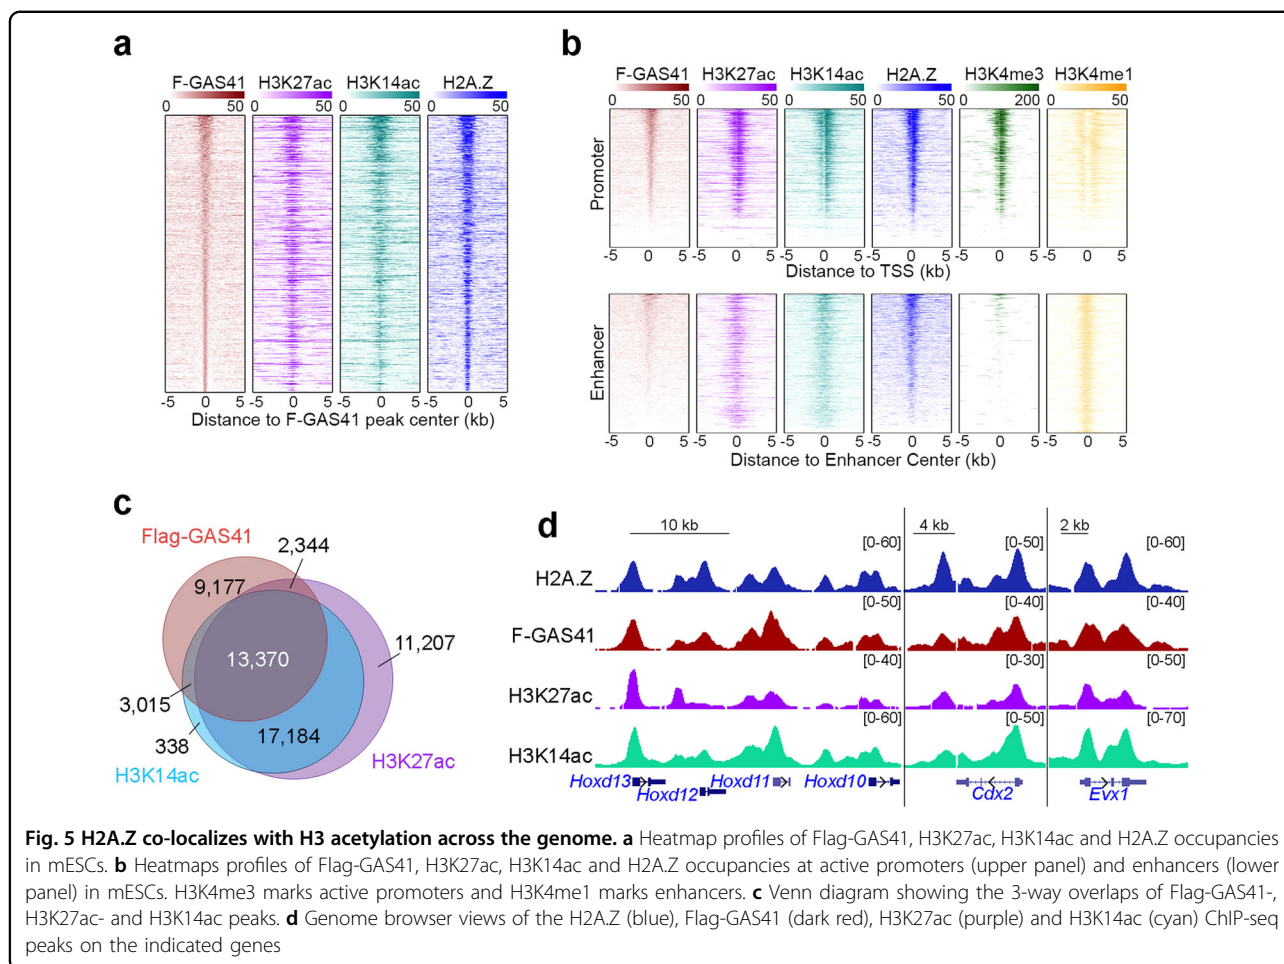 a
F-GAS41 H3K27ac H3K14ac H2A.Z
0 50 0 50 0 50 0 50
-5 0 5 -5 0 5 -5 0 5 -5 0 5
Distance to F-GAS41 peak center (kb)
b
F-GAS41 H3K27ac H3K14ac H2A.Z H3K4me3 H3K4me1
0 50 0 50 0 50 0 50 0 200 0 50
Promoter
-5 0 5 -5 0 5 -5 0 5 -5 0 5 -5 0 5 -5 0 5
Distance to TSS (kb)
Enhancer
-5 0 5 -5 0 5 -5 0 5 -5 0 5 -5 0 5 -5 0 5
Distance to Enhancer Center (kb)
c
Flag-GAS41
2,344
9,177
11,207
13,370
3,015
338
17,184
H3K14ac
H3K27ac
d
10 kb 4 kb 2 kb
[0-60] [0-50] [0-60]
H2A.Z
[0-50] [0-40] [0-40]
F-GAS41
[0-40] [0-30] [0-50]
H3K27ac
[0-60] [0-50] [0-70]
H3K14ac
Hoxd13 Hoxd11 Hoxd10
Hoxd12 Cdx2 Evx1
Fig. 5 H2A.Z co-localizes with H3 acetylation across the genome. a Heatmap profiles of Flag-GAS41, H3K27ac, H3K14ac and H2A.Z occupancies
in mESCs. b Heatmaps profiles of Flag-GAS41, H3K27ac, H3K14ac and H2A.Z occupancies at active promoters (upper panel) and enhancers (lower
panel) in mESCs. H3K4me3 marks active promoters and H3K4me1 marks enhancers. c Venn diagram showing the 3-way overlaps of Flag-GAS41-,
H3K27ac- and H3K14ac peaks. d Genome browser views of the H2A.Z (blue), Flag-GAS41 (dark red), H3K27ac (purple) and H3K14ac (cyan) ChIP-seq
peaks on the indicated genes